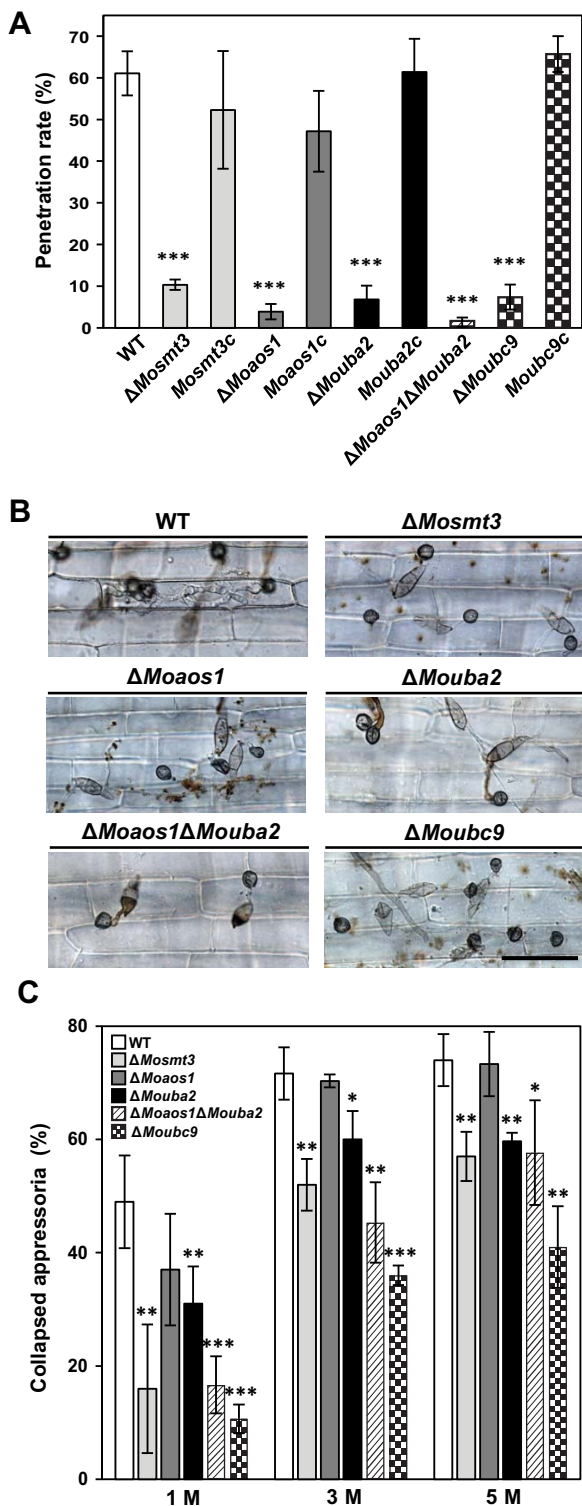 A
Penetration rate (%)
70
60
50
40
30
20
10
0
*** *** *** *** ***
WT ΔMosmt3 Mosmt3c ΔMoaos1 Moaos1c ΔMouba2 Mouba2c ΔMoaos1ΔMouba2 ΔMoubc9 Moubc9c
B
WT ΔMosmt3
ΔMoaos1 ΔMouba2
ΔMoaos1ΔMouba2 ΔMoubc9
C
Collapsed appressoria (%)
80
60
40
20
0
WT
ΔMosmt3
ΔMoaos1
ΔMouba2
ΔMoaos1ΔMouba2
ΔMoubc9
** ** *** ***
** * ** ***
** ** * **
1 M 3 M 5 M